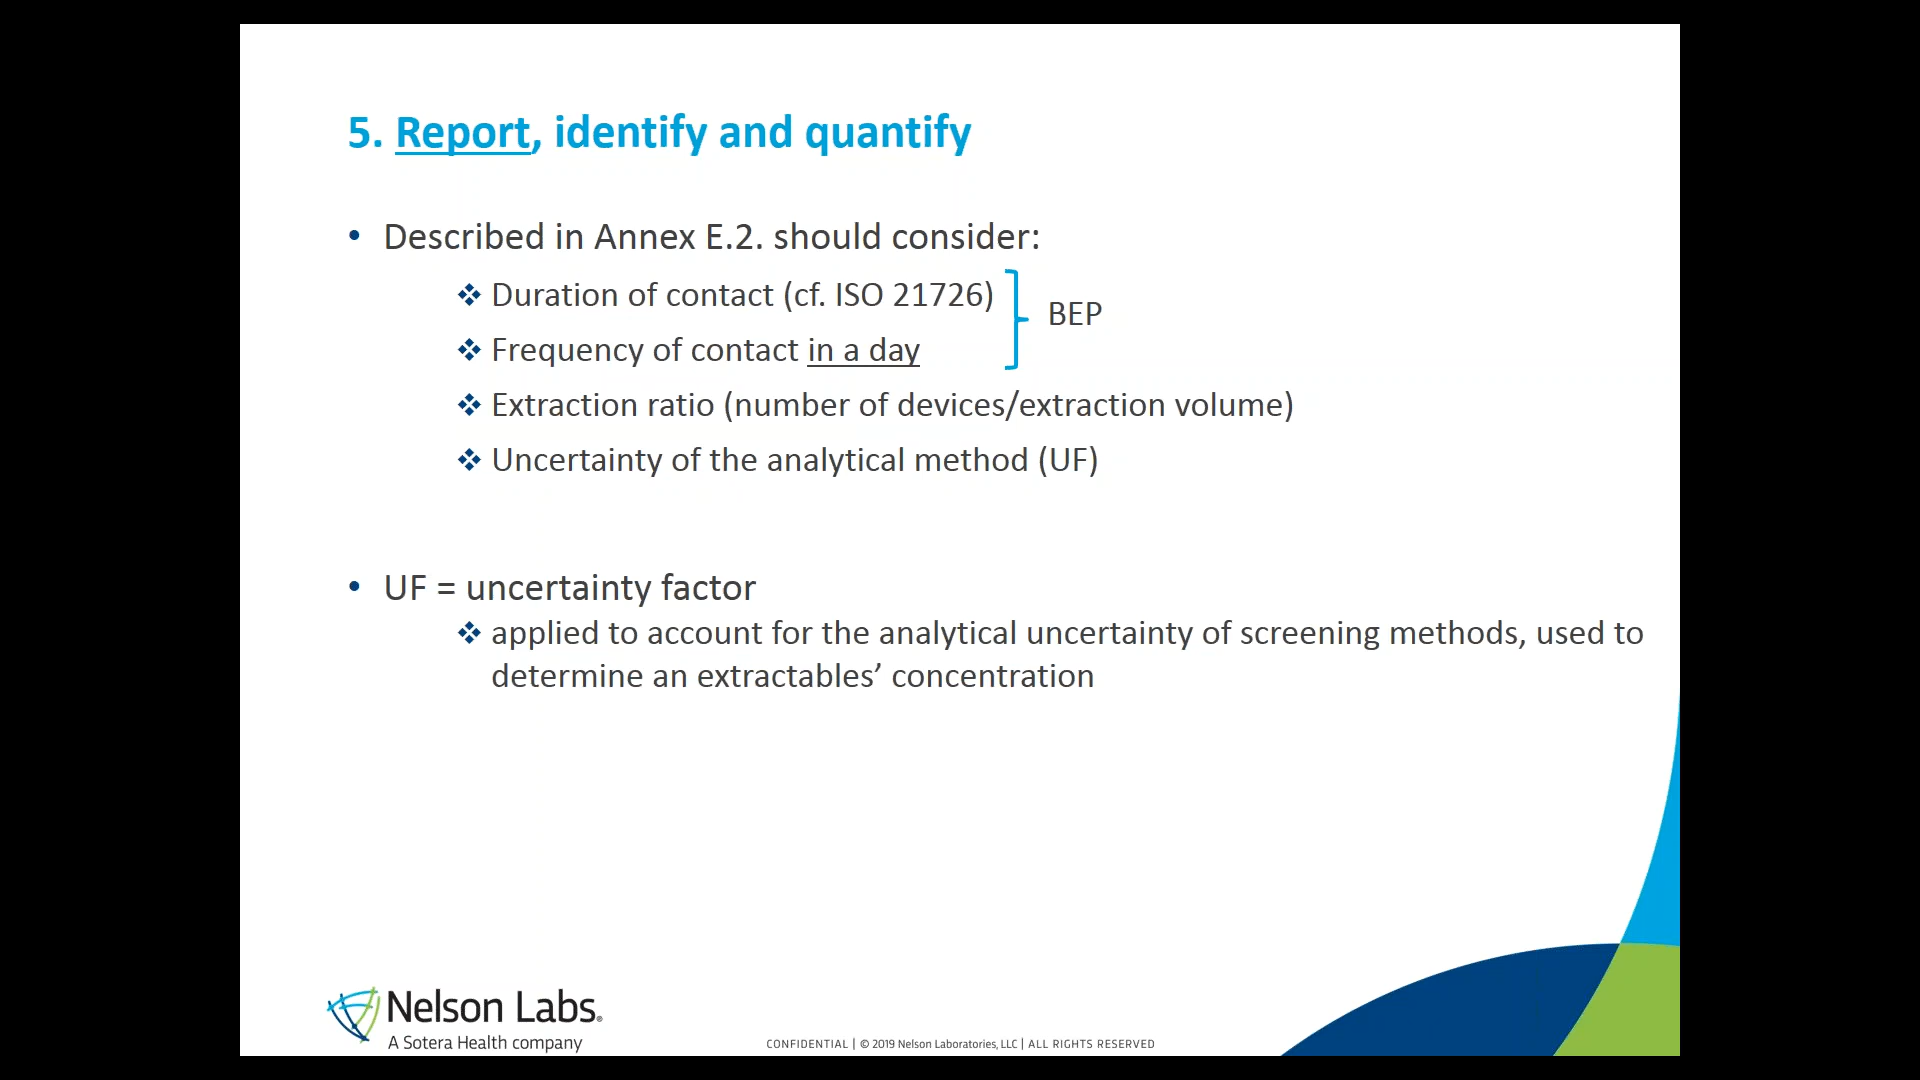 5. Report, identify and quantify
• Described in Annex E.2. should consider:
❖ Duration of contact (cf. ISO 21726)
BEP
❖ Frequency of contact in a day
❖ Extraction ratio (number of devices/extraction volume)
❖ Uncertainty of the analytical method (UF)
• UF = uncertainty factor
❖ applied to account for the analytical uncertainty of screening methods, used to
determine an extractables’ concentration
Nelson Labs®
A Sotera Health company
CONFIDENTIAL | © 2019 Nelson Laboratories, LLC | ALL RIGHTS RESERVED